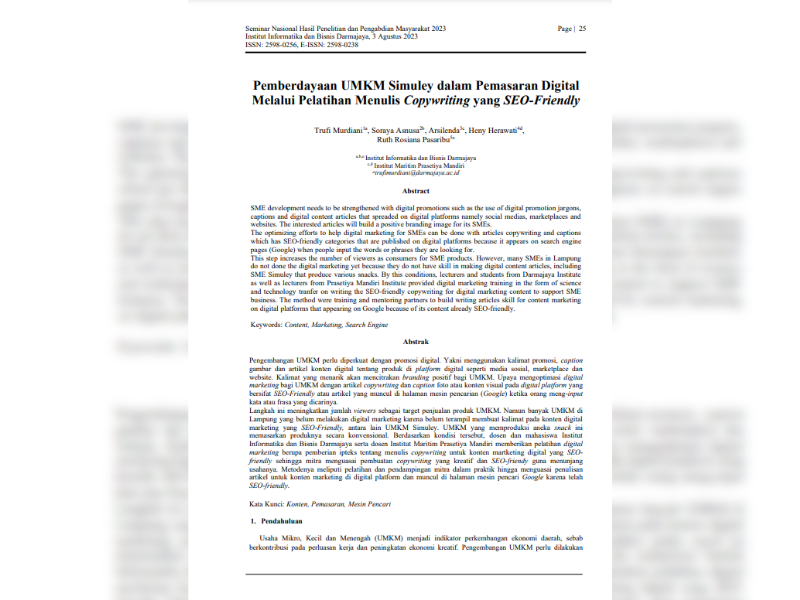 Seminar Nasional Hasil Penelitian dan Pengabdian Masyarakat 2023 Page | 25
Institut Informatika dan Bisnis Darmajaya, 3 Agustus 2023
ISSN: 2598-0256, E-ISSN: 2598-0238
Pemberdayaan UMKM Simuley dalam Pemasaran Digital
Melalui Pelatihan Menulis Copywriting yang SEO-Friendly
Trufi Murdiani1a, Soraya Asnusa2b, Arsilenda3c, Heny Herawati4d,
Ruth Rosiana Pasaribu5e
a,b,c Institut Informatika dan Bisnis Darmajaya
Institut Maritim Prasetiya Mandiri
trufimurdiani@darmajaya.ac.id
Abstract
SME development needs to be strengthened with digital promotions such as the use of digital promotion jargons,
captions and digital content articles that spreaded on digital platforms namely social medias, marketplaces and
websites. The interested articles will build a positive branding image for its SMEs.
The optimizing efforts to help digital marketing for SMEs can be done with articles copywriting and captions
which has SEO-friendly categories that are published on digital platforms because it appears on search engine
pages (Google) when people input the words or phrases they are looking for.
This step increases the number of viewers as consumers for SME products. However, many SMEs in Lampung
do not done the digital marketing yet because they do not have skill in making digital content articles, including
SME Simuley that produce various snacks. By this conditions, lecturers and students from Darmajaya Institute
as well as lecturers from Prasetiya Mandiri Institute provided digital marketing training in the form of science
and technology tranfer on writing the SEO-friendly copywriting for digital marketing content to support SME
business. The method were training and mentoring partners to build writing articles skill for content marketing
on digital platforms that appearing on Google because of its content already SEO-friendly.
Keywords: Content, Marketing, Search Engine
Abstrak
Pengembangan UMKM perlu diperkuat dengan promosi digital. Yakni menggunakan kalimat promosi, caption
gambar dan artikel konten digital tentang produk di platform digital seperti media sosial, marketplace dan
website. Kalimat yang menarik akan mencitrakan branding positif bagi UMKM. Upaya mengoptimasi digital
marketing bagi UMKM dengan artikel copywriting dan caption foto atau konten visual pada digital platform yang
bersifat SEO-Friendly atau artikel yang muncul di halaman mesin pencarian (Google) ketika orang meng-input
kata atau frasa yang dicarinya.
Langkah ini meningkatkan jumlah viewers sebagai target penjualan produk UMKM. Namun banyak UMKM di
Lampung yang belum melakukan digital marketing karena belum terampil membuat kalimat pada konten digital
marketing yang SEO-Friendly, antara lain UMKM Simuley. UMKM yang memproduksi aneka snack ini
memasarkan produknya secara konvensional. Berdasarkan kondisi tersebut, dosen dan mahasiswa Institut
Informatika dan Bisnis Darmajaya serta dosen Institut Maritim Prasetiya Mandiri memberikan pelatihan digital
marketing berupa pemberian ipteks tentang menulis copywriting untuk konten markteting digital yang SEO-
friendly sehingga mitra menguasai pembuatan copywriting yang kreatif dan SEO-friendy guna menunjang
usahanya. Metodenya meliputi pelatihan dan pendampingan mitra dalam praktik hingga menguasai penulisan
artikel untuk konten marketing di digital platform dan muncul di halaman mesin pencari Google karena telah
SEO-friendly.
Kata Kunci: Konten, Pemasaran, Mesin Pencari
1. Pendahuluan
Usaha Mikro, Kecil dan Menengah (UMKM) menjadi indikator perkembangan ekonomi daerah, sebab
berkontribusi pada perluasan kerja dan peningkatan ekonomi kreatif. Pengembangan UMKM perlu dilakukan